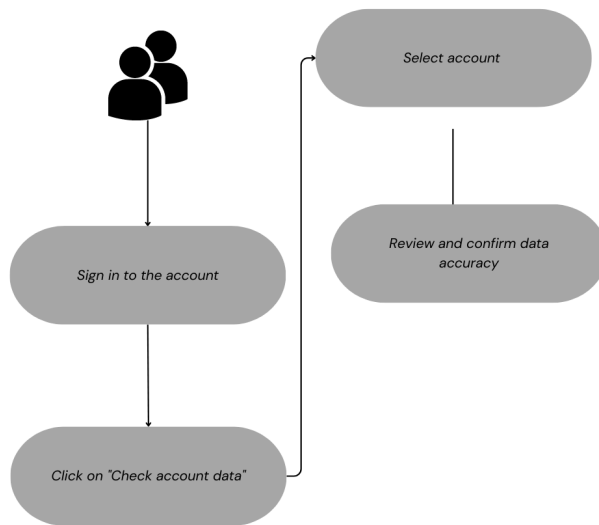 Sign in to the account
Click on "Check account data"
Select account
Review and confirm data
accuracy